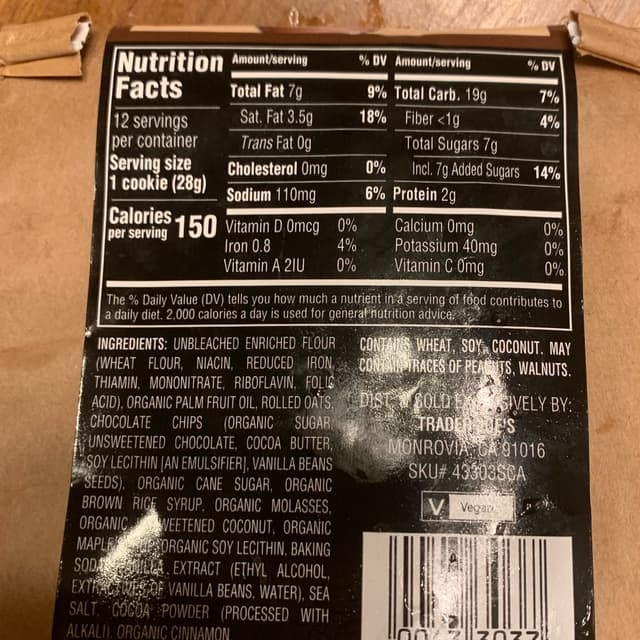 Nutrition Facts
12 servings
per container
Serving size
1 cookie (28g)
Calories 150
per serving
Amount/serving % DV
Total Fat 7g 9%
Sat. Fat 3.5g 18%
Trans Fat 0g
Cholesterol 0mg 0%
Sodium 110mg 6%
Amount/serving % DV
Total Carb. 19g 7%
Fiber <1g 4%
Total Sugars 7g
Incl. 7g Added Sugars 14%
Protein 2g
Vitamin D 0mcg 0%
Iron 0.8 4%
Vitamin A 2IU 0%
Calcium 0mg 0%
Potassium 40mg 0%
Vitamin C 0mg 0%
The % Daily Value (DV) tells you how much a nutrient in a serving of food contributes to
a daily diet. 2,000 calories a day is used for general nutrition advice.
INGREDIENTS: UNBLEACHED ENRICHED FLOUR
(WHEAT FLOUR, NIACIN, REDUCED IRON,
THIAMIN, MONONITRATE, RIBOFLAVIN, FOLIC
ACID), ORGANIC PALM FRUIT OIL, ROLLED OATS,
CHOCOLATE CHIPS (ORGANIC SUGAR,
UNSWEETENED CHOCOLATE, COCOA BUTTER,
SOY LECITHIN [AN EMULSIFIER], VANILLA BEANS
SEEDS), ORGANIC CANE SUGAR, ORGANIC
BROWN RICE SYRUP, ORGANIC MOLASSES,
ORGANIC COCONUT, ORGANIC
MAPLE ORGANIC SOY LECITHIN, BAKING
SODA, EXTRACT (ETHYL ALCOHOL,
OF VANILLA BEANS, WATER), SEA
SALT, COCOA POWDER (PROCESSED WITH
ALKALI), ORGANIC CINNAMON
CONTAINS WHEAT, SOY, COCONUT. MAY
CONTAIN TRACES OF PEANUTS, WALNUTS.
DIST. SOLD BY:
TRADER JOE'S
MONROVIA, CA 91016
SKU# 43303SCA
V Vegan